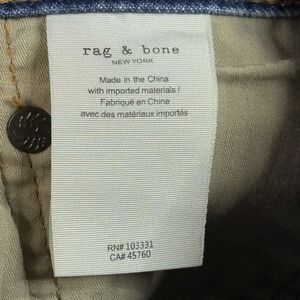 rag & bone
NEW YORK
Made in the China
with imported materials /
Fabriqué en Chine
avec des matériaux importés
RN# 103331
CA# 45760